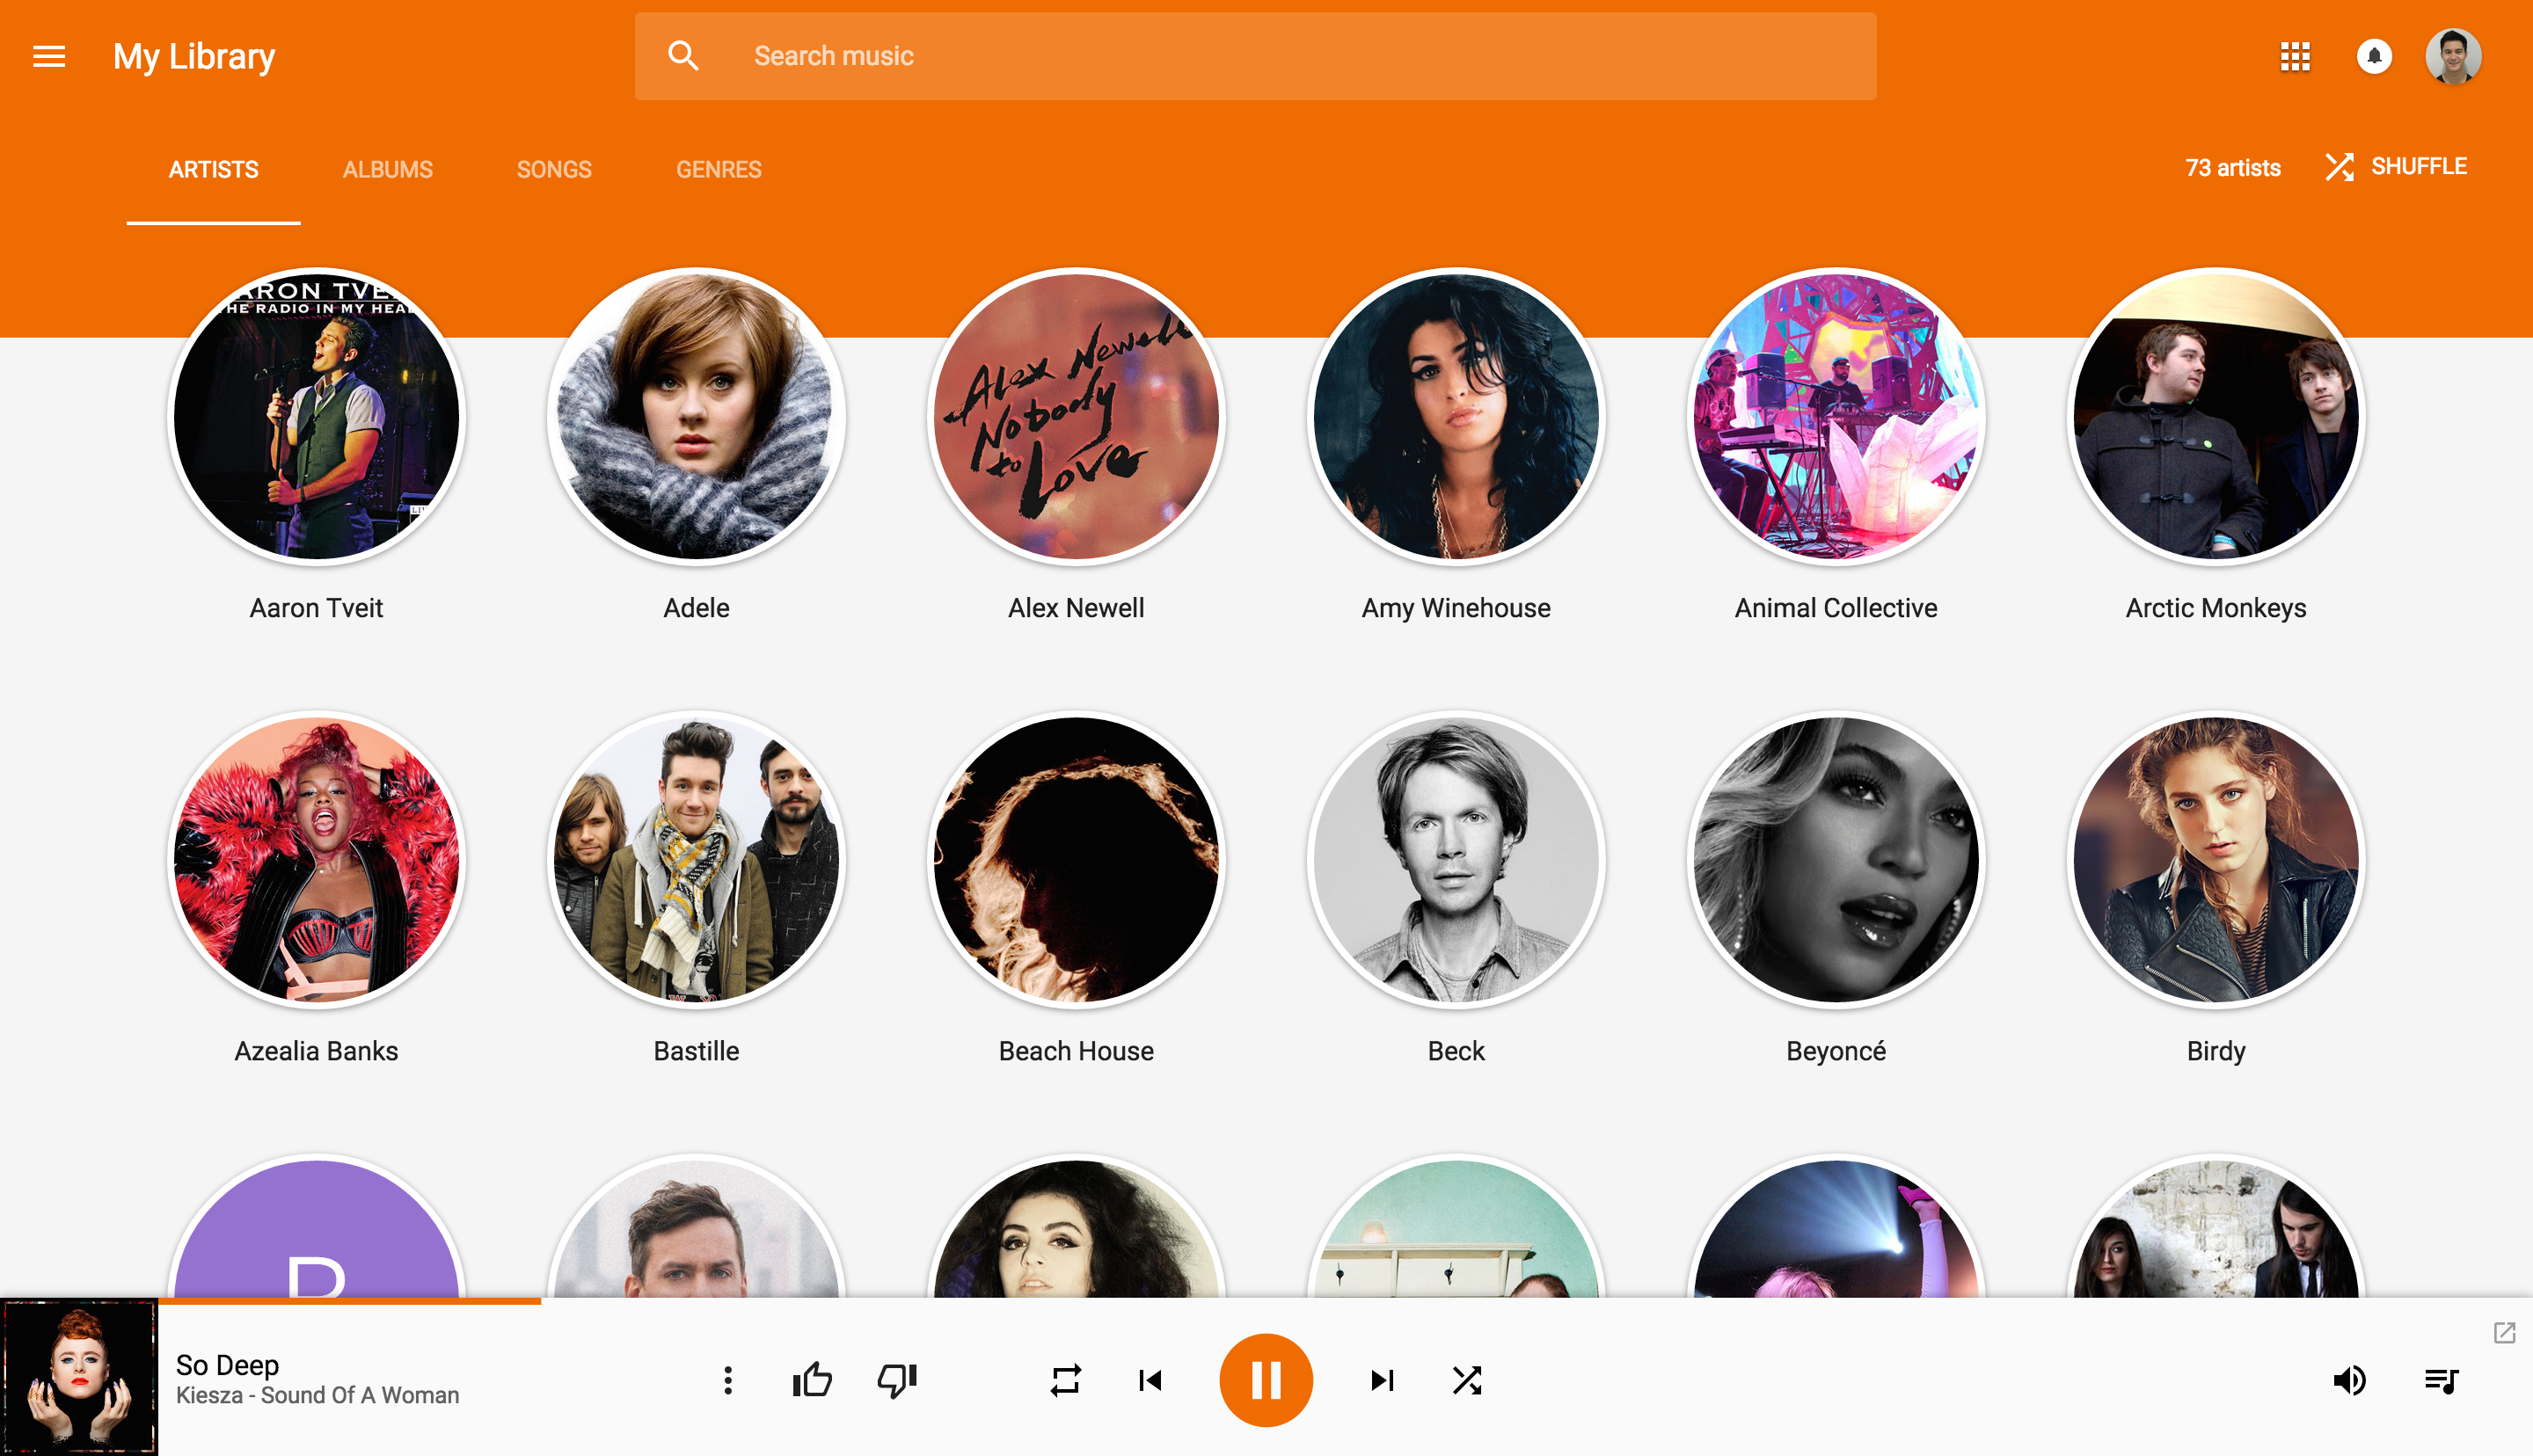 My Library
Search music
ARTISTS
ALBUMS
SONGS
GENRES
73 artists
SHUFFLE
ARON TVE
HE RADIO IN MY HEA
LIV
Alex Newell
Nobody
to Love
Aaron Tveit
Adele
Alex Newell
Amy Winehouse
Animal Collective
Arctic Monkeys
Azealia Banks
Bastille
Beach House
Beck
Beyoncé
Birdy
So Deep
Kiesza - Sound Of A Woman